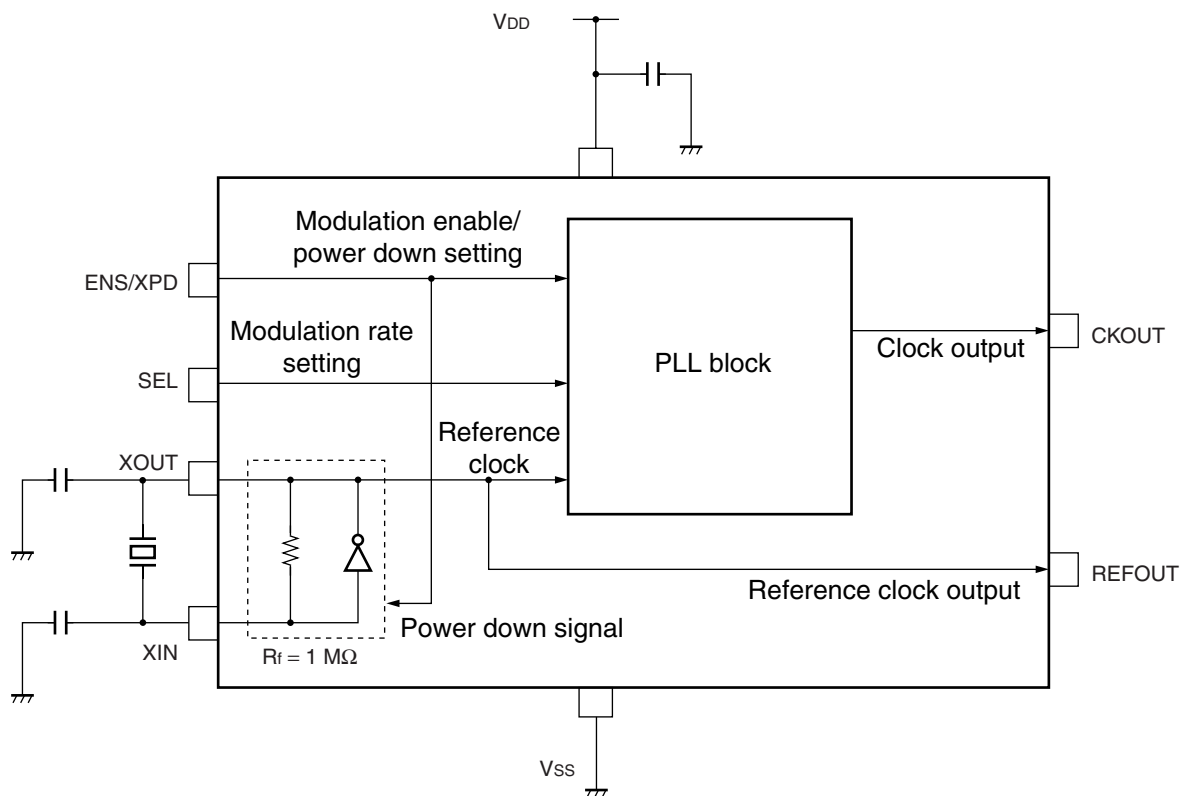 VDD
Modulation enable/
power down setting
ENS/XPD
Modulation rate
setting
SEL
PLL block
Clock output
CKOUT
Reference
clock
XOUT
Reference clock output
REFOUT
Power down signal
XIN
Rf = 1 MΩ
VSS